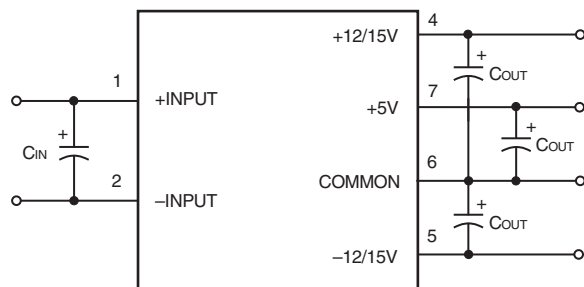 4
+12/15V
+
COUT
1
7
+INPUT
+5V
+
+
CIN
COUT
6
COMMON
2
–INPUT
+
COUT
5
–12/15V